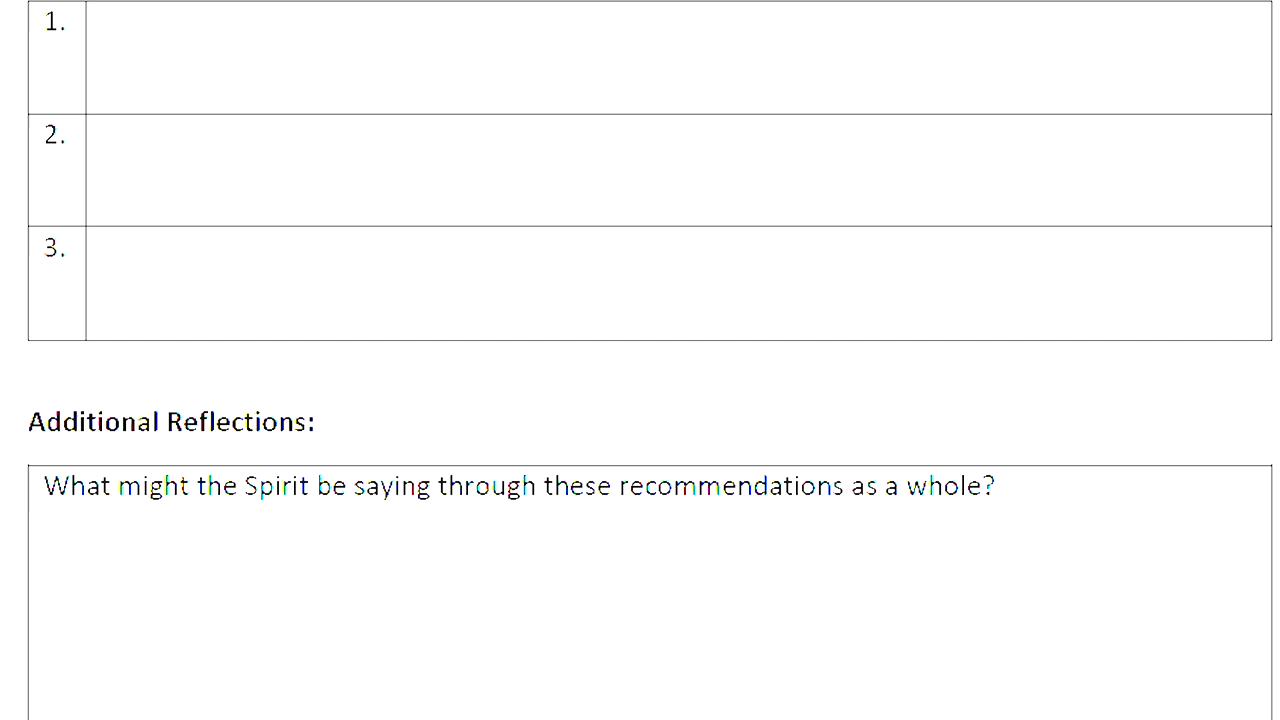 1.
2.
3.
Additional Reflections:
What might the Spirit be saying through these recommendations as a whole?